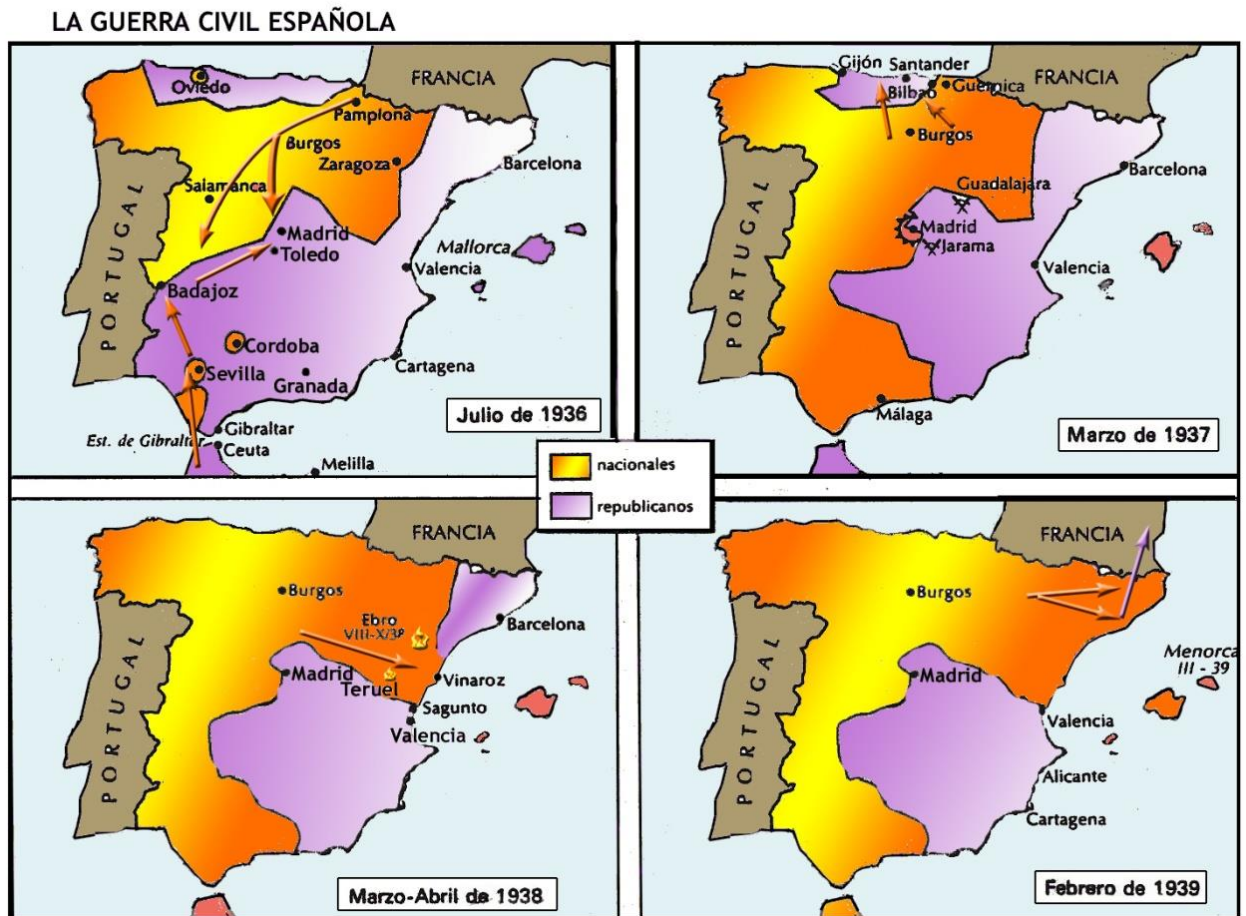 LA GUERRA CIVIL ESPAÑOLA
FRANCIA
Oviedo
Pamplona
Burgos
Zaragoza
Barcelona
Salamanca
PORTUGAL
Madrid
Toledo
Mallorca
Valencia
Badajoz
Cordoba
Sevilla
Granada
Cartagena
Gibraltar
Est. de Gibraltar
Ceuta
Melilla
Julio de 1936
Gijón
Santander
FRANCIA
Bilbao
Guernica
Burgos
Barcelona
Guadalajara
Madrid
Jarama
PORTUGAL
Valencia
Málaga
Marzo de 1937
nacionales
republicanos
FRANCIA
Burgos
Ebro
VIII-X/38
Barcelona
PORTUGAL
Madrid
Teruel
Vinaroz
Sagunto
Valencia
Marzo-Abril de 1938
FRANCIA
Burgos
Menorca
III - 39
PORTUGAL
Madrid
Valencia
Alicante
Cartagena
Febrero de 1939